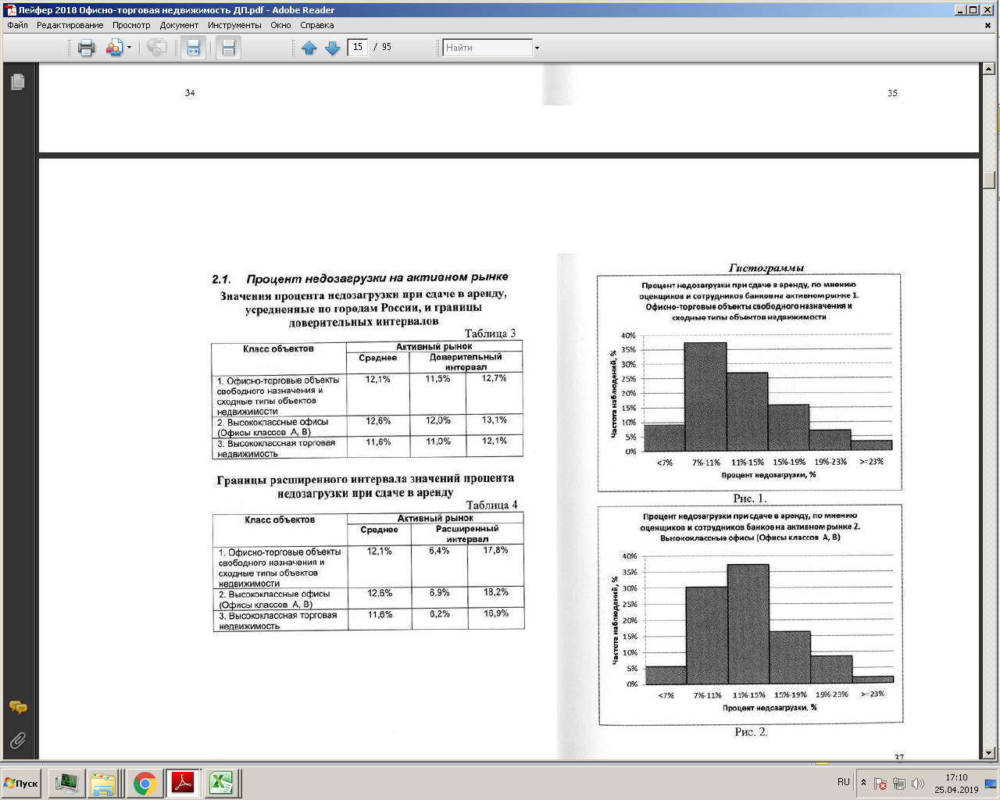 Лейфер 2018 Офисно-торговая недвижимость ДП.pdf - Adobe Reader
Файл Редактирование Просмотр Документ Инструменты Окно Справка
15 / 95 Найти
34 35
2.1. Процент недозагрузки на активном рынке
Значения процента недозагрузки при сдаче в аренду,
усредненные по городам России, и границы
доверительных интервалов
Таблица 3
Класс объектов Активный рынок
Среднее Доверительный
интервал
1. Офисно-торговые объекты 12,1% 11,5% 12,7%
свободного назначения и
сходные типы объектов
недвижимости
2. Высококлассные офисы 12,6% 12,0% 13,1%
(Офисы классов А, В)
3. Высококлассная торговая 11,6% 11,0% 12,1%
недвижимость
Границы расширенного интервала значений процента
недозагрузки при сдаче в аренду
Таблица 4
Класс объектов Активный рынок
Среднее Расширенный
интервал
1. Офисно-торговые объекты 12,1% 6,4% 17,8%
свободного назначения и
сходные типы объектов
недвижимости
2. Высококлассные офисы 12,6% 6,9% 18,2%
(Офисы классов А, В)
3. Высококлассная торговая 11,6% 6,2% 16,9%
недвижимость
Гистограммы
Процент недозагрузки при сдаче в аренду, по мнению
оценщиков и сотрудников банков на активном рынке 1.
Офисно-торговые объекты свободного назначения и
сходные типы объектов недвижимости
Частота наблюдений, %
40%
35%
30%
25%
20%
15%
10%
5%
0%
<7% 7%-11% 11%-15% 15%-19% 19%-23% >=23%
Процент недозагрузки, %
Рис. 1.
Процент недозагрузки при сдаче в аренду, по мнению
оценщиков и сотрудников банков на активном рынке 2.
Высококлассные офисы (Офисы классов А, В)
Частота наблюдений, %
40%
35%
30%
25%
20%
15%
10%
5%
0%
<7% 7%-11% 11%-15% 15%-19% 19%-23% >=23%
Процент недозагрузки, %
Рис. 2.
37
Пуск
RU
17:10
25.04.2019